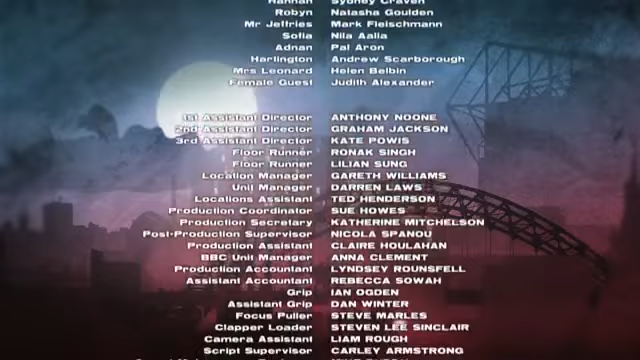 Robyn Natasha Goulden
Mr Jeffries Mark Fleischmann
Sofia Nila Aalia
Adnan Pal Aron
Harlington Andrew Scarborough
Mrs Leonard Helen Belbin
Female Guest Judith Alexander
1st Assistant Director ANTHONY NOONE
2nd Assistant Director GRAHAM JACKSON
3rd Assistant Director KATE POWIS
Floor Runner RONAK SINGH
Floor Runner LILIAN SUNG
Location Manager GARETH WILLIAMS
Unit Manager DARREN LAWS
Locations Assistant TED HENDERSON
Production Coordinator SUE HOWES
Production Secretary KATHERINE MITCHELSON
Post-Production Supervisor NICOLA SPANOU
Production Assistant CLAIRE HOULAHAN
BBC Unit Manager ANNA CLEMENT
Production Accountant LYNDSEY ROUNSFELL
Assistant Accountant REBECCA SOWAH
Grip IAN OGDEN
Assistant Grip DAN WINTER
Focus Puller STEVE MARLES
Clapper Loader STEVEN LEE SINCLAIR
Camera Assistant LIAM ROUGH
Script Supervisor CARLEY ARMSTRONG